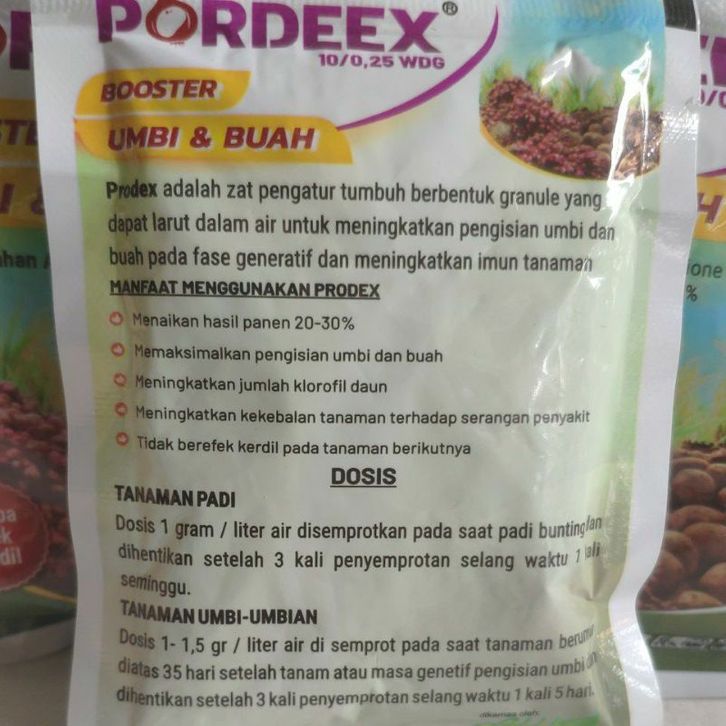 PORDEEX®
10/0,25 WDG
BOOSTER
UMBI & BUAH
Prodex adalah zat pengatur tumbuh berbentuk granule yang
dapat larut dalam air untuk meningkatkan pengisian umbi dan
buah pada fase generatif dan meningkatkan imun tanaman
MANFAAT MENGGUNAKAN PRODEX
Menaikan hasil panen 20-30%
Memaksimalkan pengisian umbi dan buah
Meningkatkan jumlah klorofil daun
Meningkatkan kekebalan tanaman terhadap serangan penyakit
Tidak berefek kerdil pada tanaman berikutnya
DOSIS
TANAMAN PADI
Dosis 1 gram / liter air disemprotkan pada saat padi bunting dan
dihentikan setelah 3 kali penyemprotan selang waktu 1 kali
seminggu.
TANAMAN UMBI-UMBIAN
Dosis 1- 1,5 gr / liter air di semprot pada saat tanaman berumur
diatas 35 hari setelah tanam atau masa genetif pengisian umbi dan
dihentikan setelah 3 kali penyemprotan selang waktu 1 kali 5 hari.
dikemas oleh: